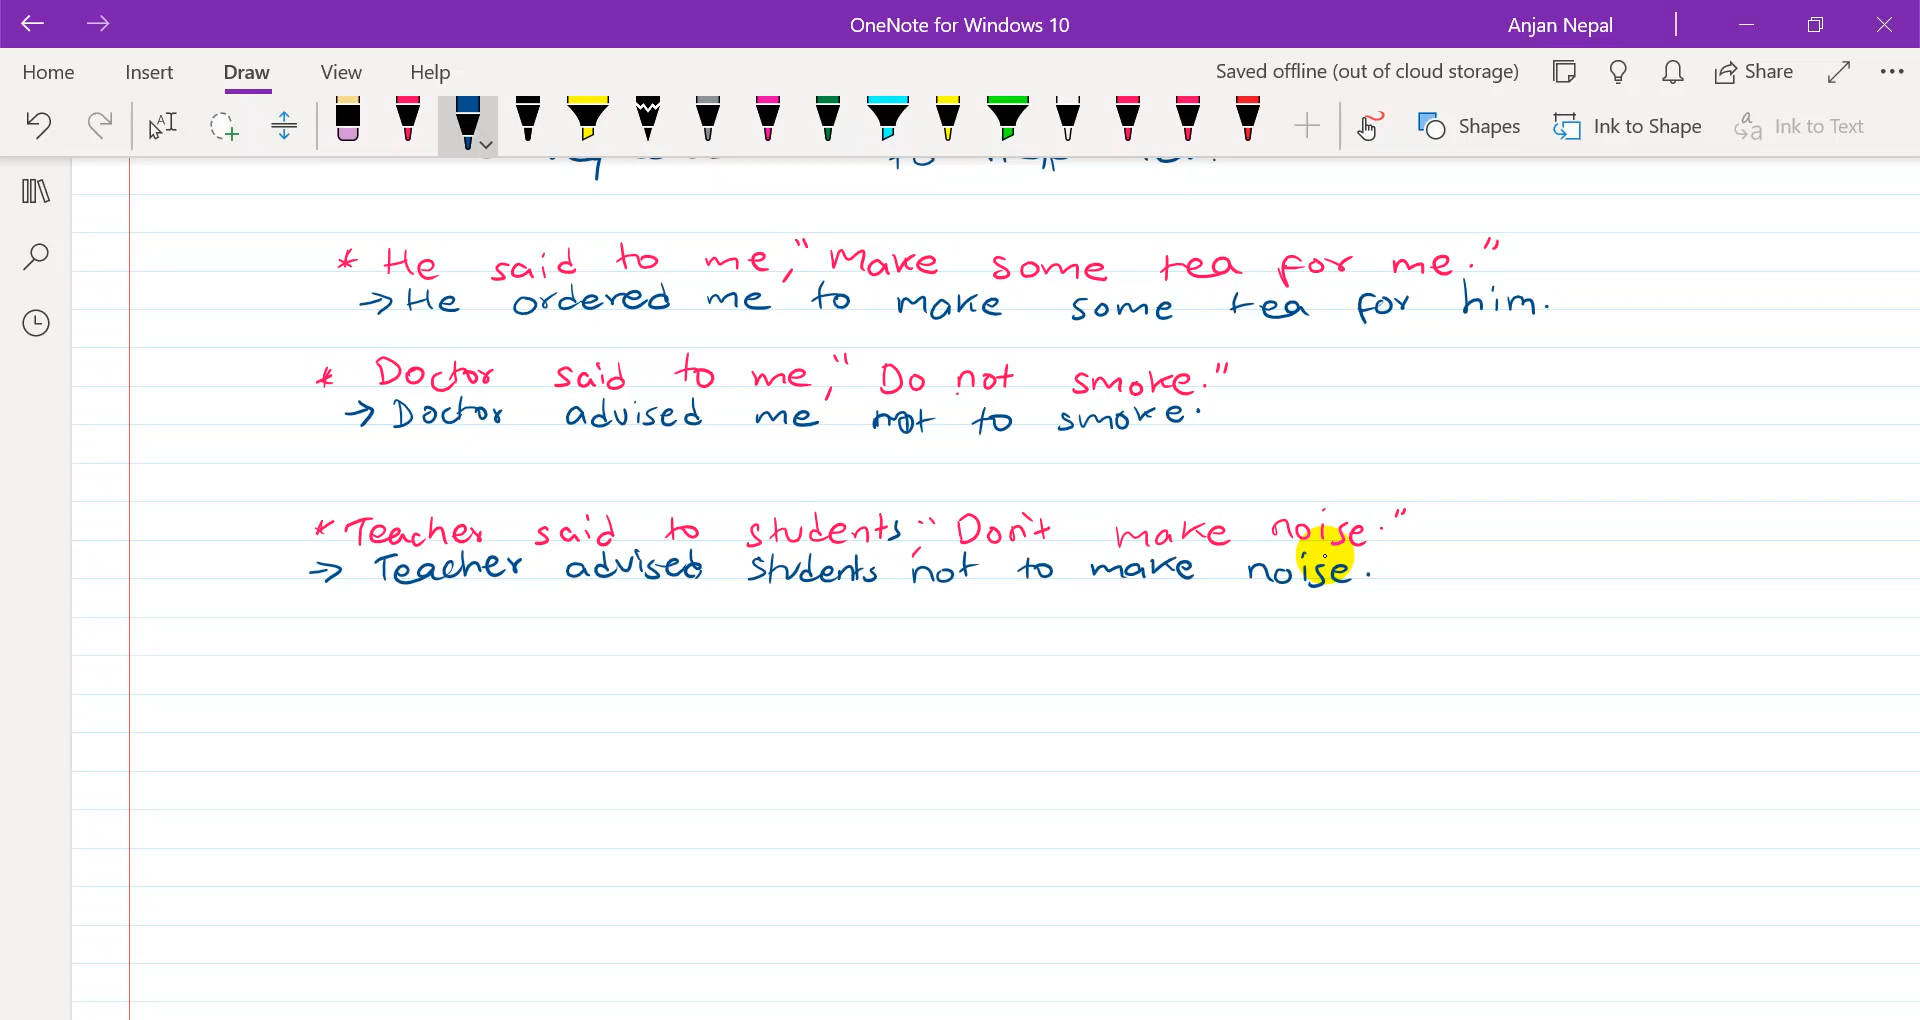 OneNote for Windows 10
Anjan Nepal
Home Insert Draw View Help
Saved offline (out of cloud storage)
Share
Shapes
Ink to Shape
Ink to Text
to help
* He said to me, "Make some tea for me."
→ He ordered me to make some tea for him.
* Doctor said to me, "Do not smoke."
→ Doctor advised me not to smoke.
* Teacher said to students, "Don't make noise."
→ Teacher advised students not to make noise.